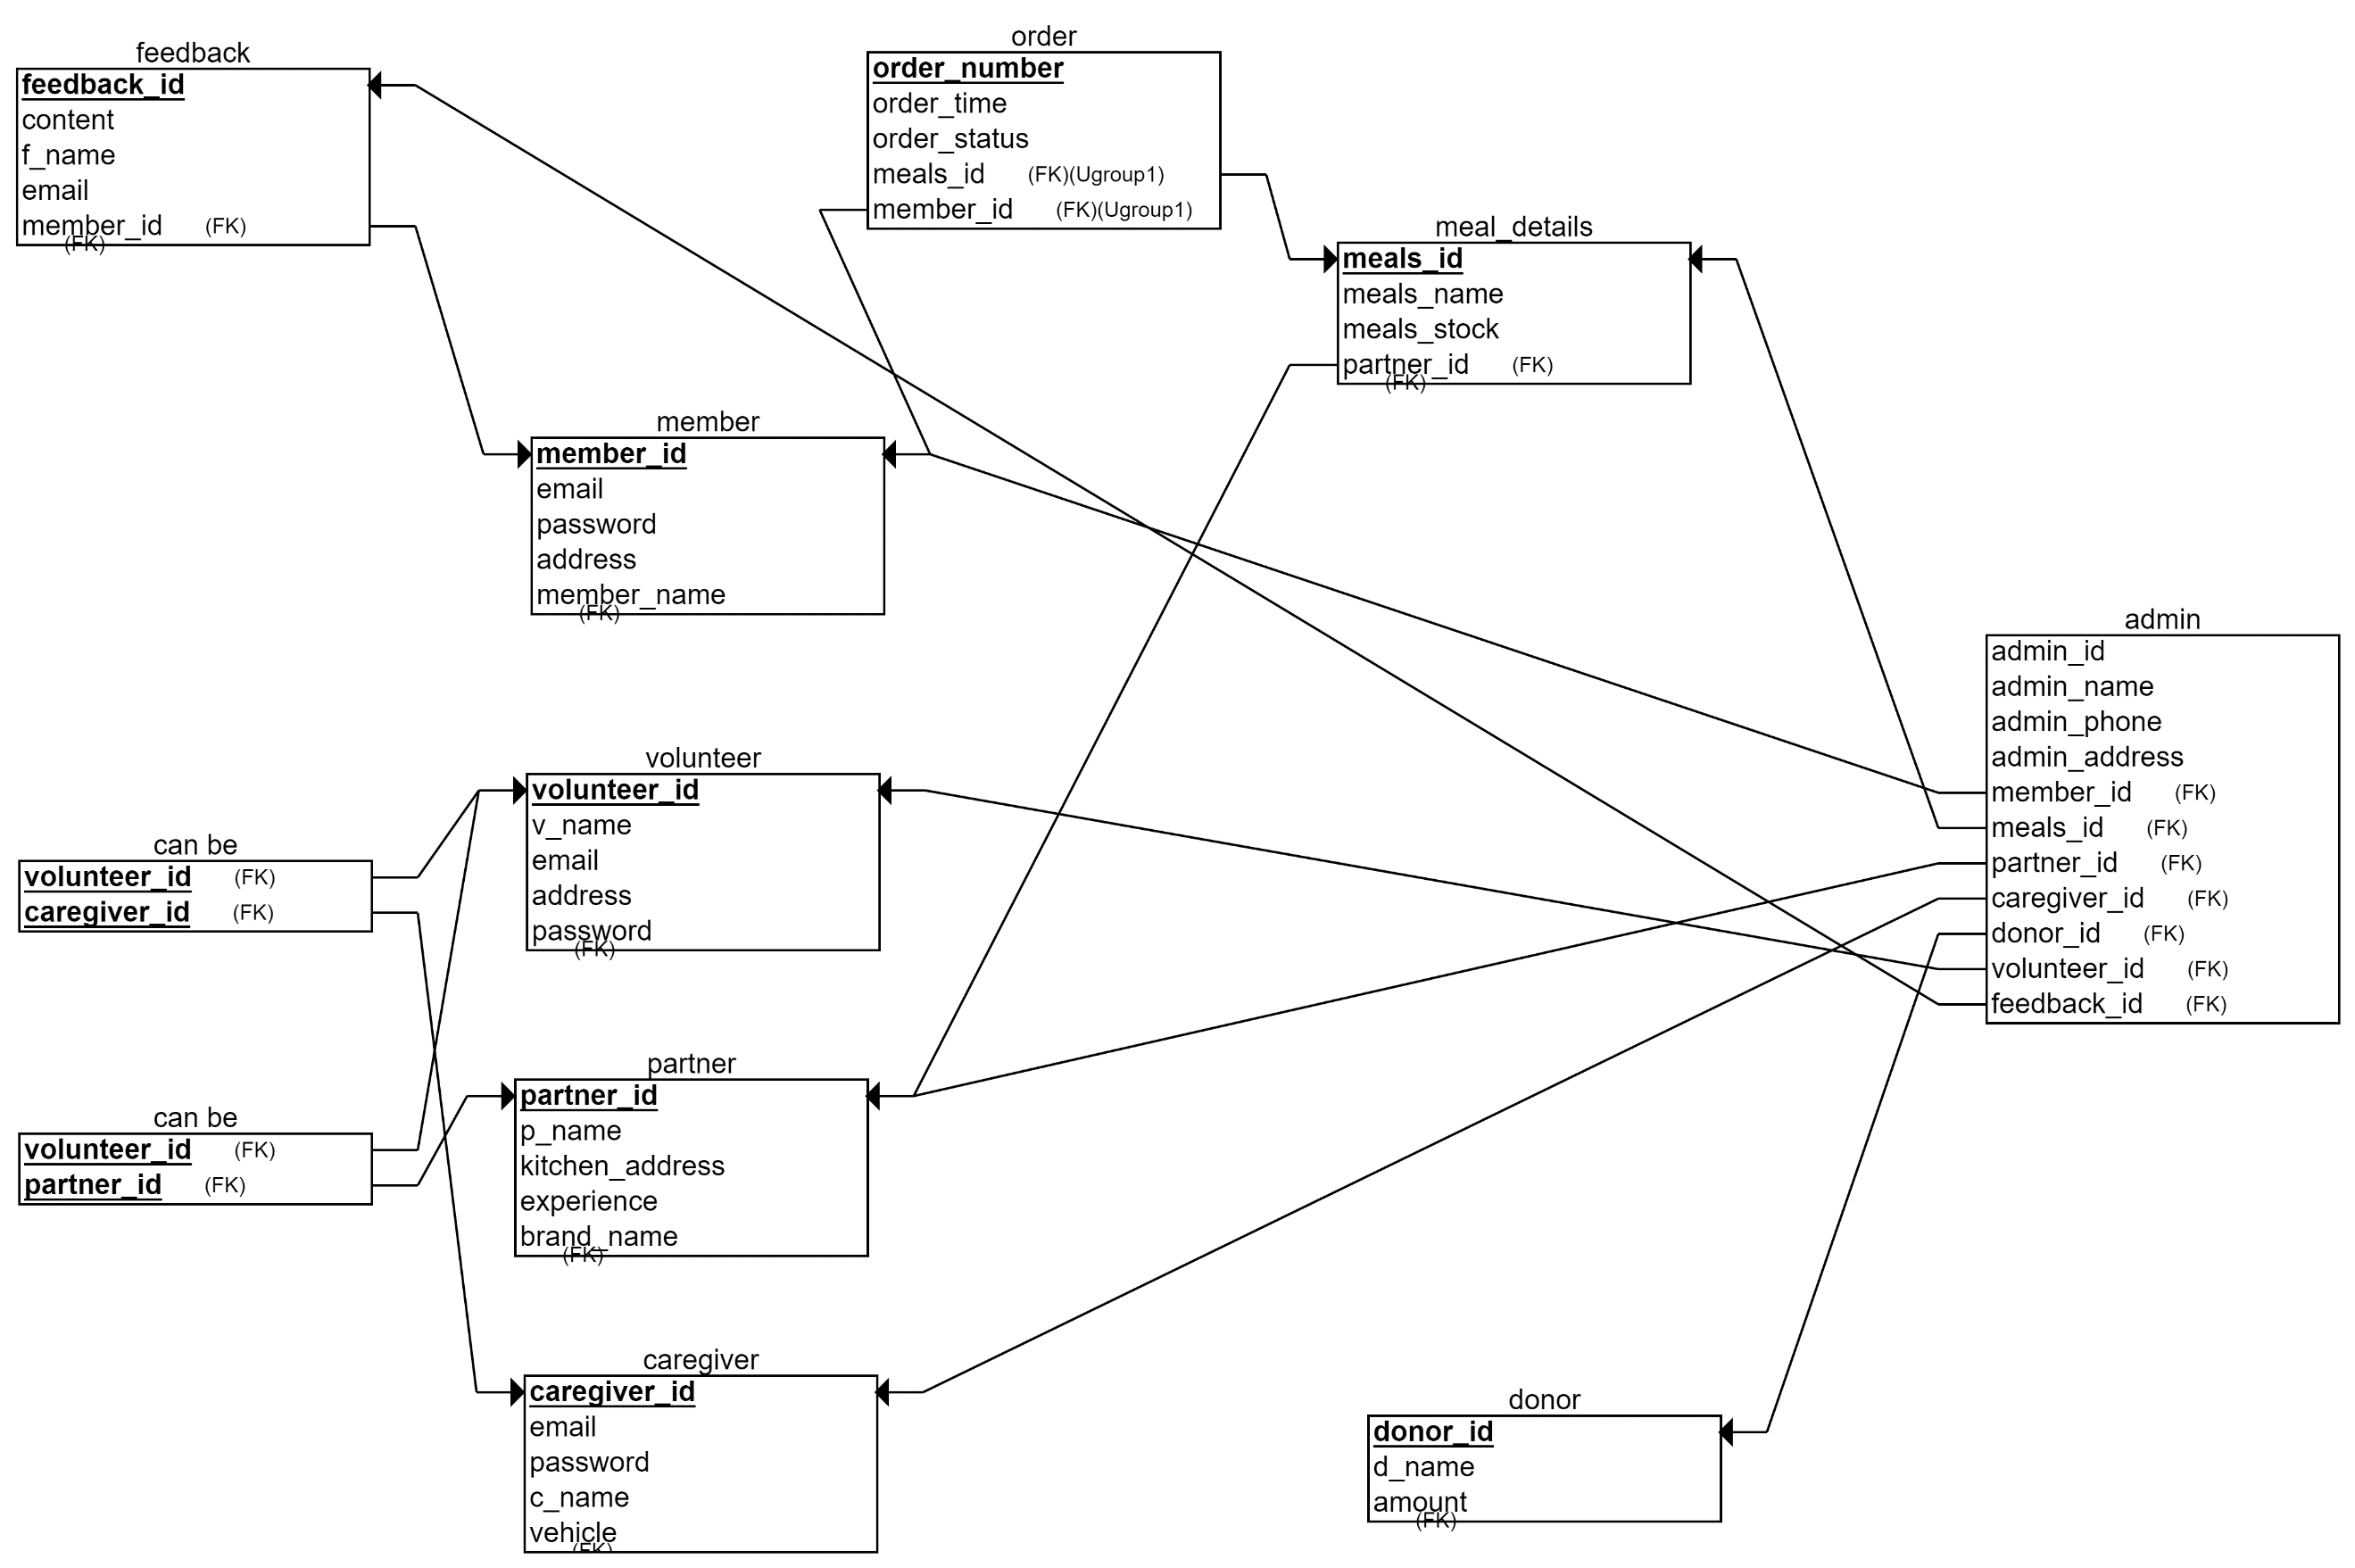 feedback
feedback_id
content
f_name
email
member_id (FK)
(FK)
order
order_number
order_time
order_status
meals_id (FK)(Ugroup1)
member_id (FK)(Ugroup1)
meal_details
meals_id
meals_name
meals_stock
partner_id (FK)
(FK)
member
member_id
email
password
address
member_name
(FK)
admin
admin_id
admin_name
admin_phone
admin_address
member_id (FK)
meals_id (FK)
partner_id (FK)
caregiver_id (FK)
donor_id (FK)
volunteer_id (FK)
feedback_id (FK)
volunteer
volunteer_id
v_name
email
address
password
(FK)
can be
volunteer_id (FK)
caregiver_id (FK)
can be
volunteer_id (FK)
partner_id (FK)
partner
partner_id
p_name
kitchen_address
experience
brand_name
(FK)
caregiver
caregiver_id
email
password
c_name
vehicle
(FK)
donor
donor_id
d_name
amount
(FK)